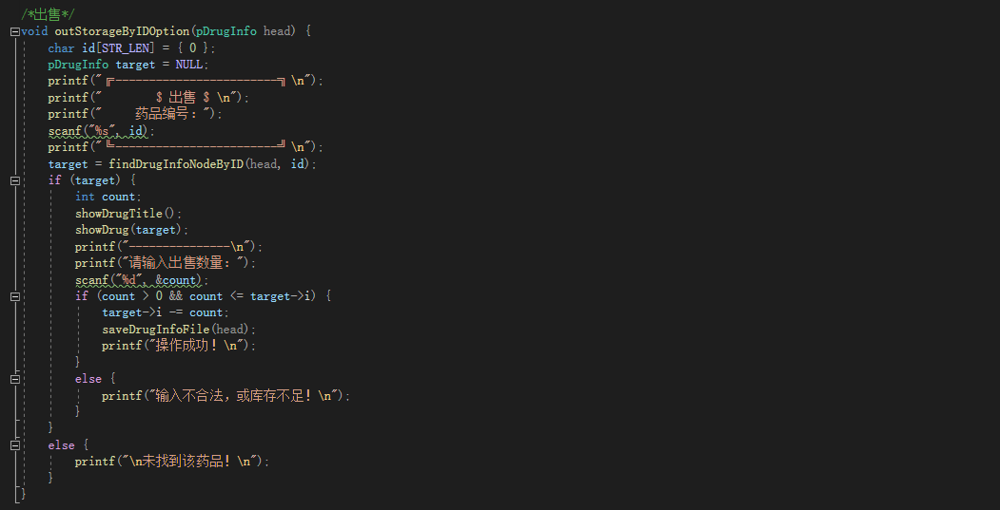 /*出售*/
void outStorageByIDOption(pDrugInfo head) {
    char id[STR_LEN] = { 0 };
    pDrugInfo target = NULL;
    printf("╔------------------------╗\n");
    printf("        $ 出售 $ \n");
    printf("     药品编号：");
    scanf("%s", id);
    printf("╚------------------------╝\n");
    target = findDrugInfoNodeByID(head, id);
    if (target) {
        int count;
        showDrugTitle();
        showDrug(target);
        printf("---------------\n");
        printf("请输入出售数量：");
        scanf("%d", &count);
        if (count > 0 && count <= target->i) {
            target->i -= count;
            saveDrugInfoFile(head);
            printf("操作成功！\n");
        }
        else {
            printf("输入不合法，或库存不足！\n");
        }
    }
    else {
        printf("\n未找到该药品！\n");
    }
}